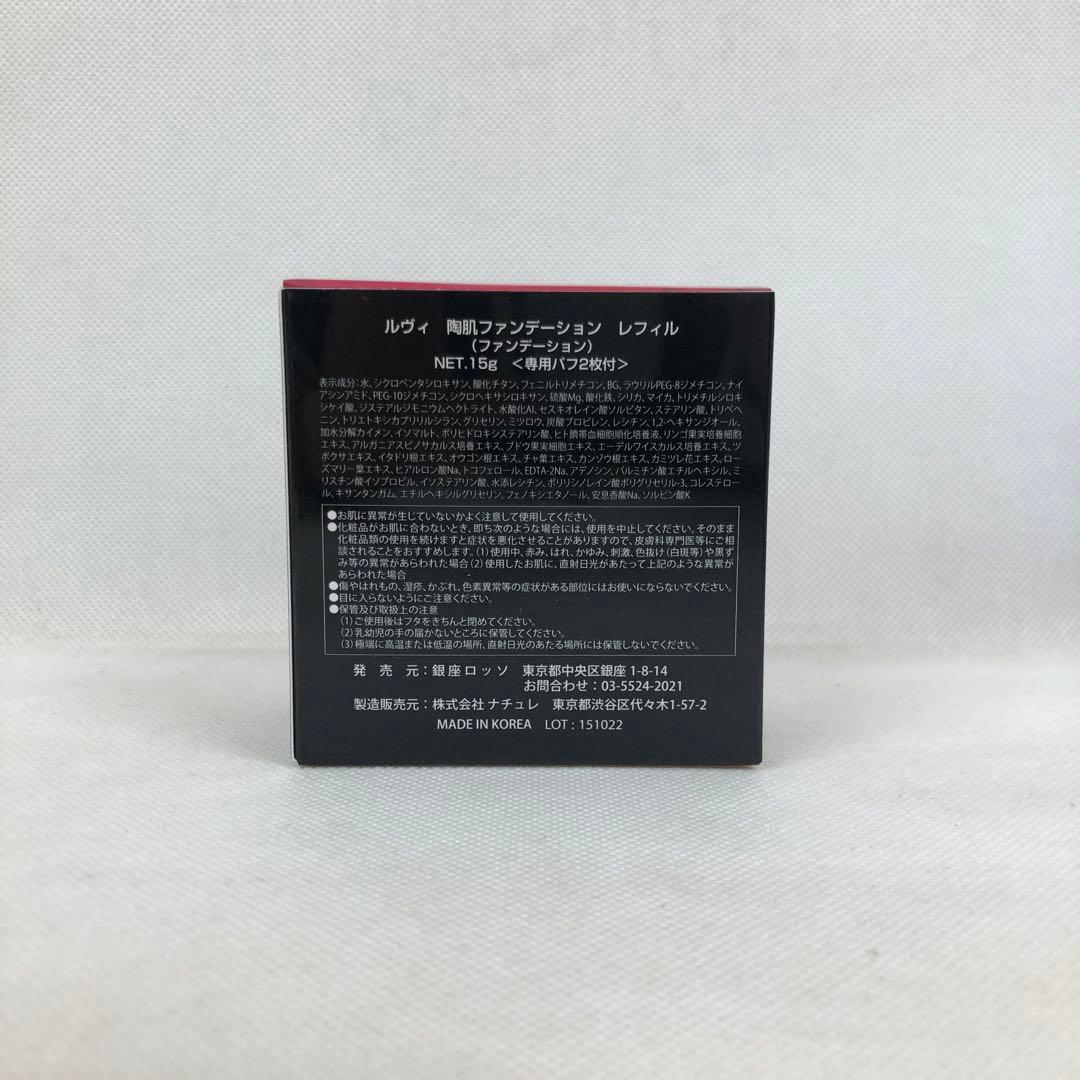 ルヴィ 陶肌ファンデーション レフィル
(ファンデーション)
NET.15g <専用パフ2枚付>
表示成分:水、シクロペンタシロキサン、酸化チタン、フェニルトリメチコン、BG、ラウリルPEG-8ジメチコン、ナイ
アシンアミド、PEG-10ジメチコン、シクロヘキサシロキサン、硫酸Mg、酸化鉄、シリカ、マイカ、トリメチルシロキ
シケイ酸、ジステアルジモニウムヘクトライト、水酸化Al、セスキオレイン酸ソルビタン、ステアリン酸、トリベヘ
ニン、トリエトキシカプリリルシラン、グリセリン、ミツロウ、炭酸プロピレン、レシチン、1,2-ヘキサンジオール、
加水分解カイメン、イソマルト、ポリヒドロキシステアリン酸、ヒト臍帯血細胞順化培養液、リンゴ果実培養細胞
エキス、アルガニアスピノサカルス培養エキス、ブドウ果実細胞エキス、エーデルワイスカルス培養エキス、ツ
ボクサエキス、イタドリ根エキス、オウゴン根エキス、チャ葉エキス、カンゾウ根エキス、カミツレ花エキス、ロー
ズマリー葉エキス、ヒアルロン酸Na、トコフェロール、EDTA-2Na、アデノシン、パルミチン酸エチルヘキシル、ミ
リスチン酸イソプロピル、イソステアリン酸、水添レシチン、ポリリシノレイン酸ポリグリセリル-3、コレステロー
ル、キサンタンガム、エチルヘキシルグリセリン、フェノキシエタノール、安息香酸Na、ソルビン酸K
●お肌に異常が生じていないかよく注意して使用してください。
●化粧品がお肌に合わないとき、即ち次のような場合には、使用を中止してください。そのまま
化粧品類の使用を続けますと症状を悪化させることがありますので、皮膚科専門医等にご相
談されることをおすすめします。(1)使用中、赤み、はれ、かゆみ、刺激、色抜け(白斑等)や黒ず
み等の異常があらわれた場合(2)使用したお肌に、直射日光があたって上記のような異常が
あらわれた場合
●傷やはれもの、湿疹、かぶれ、色素異常等の症状がある部位にはお使いにならないでください。
●目に入らないようにご注意ください。
●保管及び取扱上の注意
(1)ご使用後はフタをきちんと閉めてください。
(2)乳幼児の手の届かないところに保管してください。
(3)極端に高温または低温の場所、直射日光のあたる場所には保管しないでください。
発 売 元:銀座ロッソ 東京都中央区銀座1-8-14
お問合わせ:03-5524-2021
製造販売元:株式会社 ナチュレ 東京都渋谷区代々木1-57-2
MADE IN KOREA LOT:151022